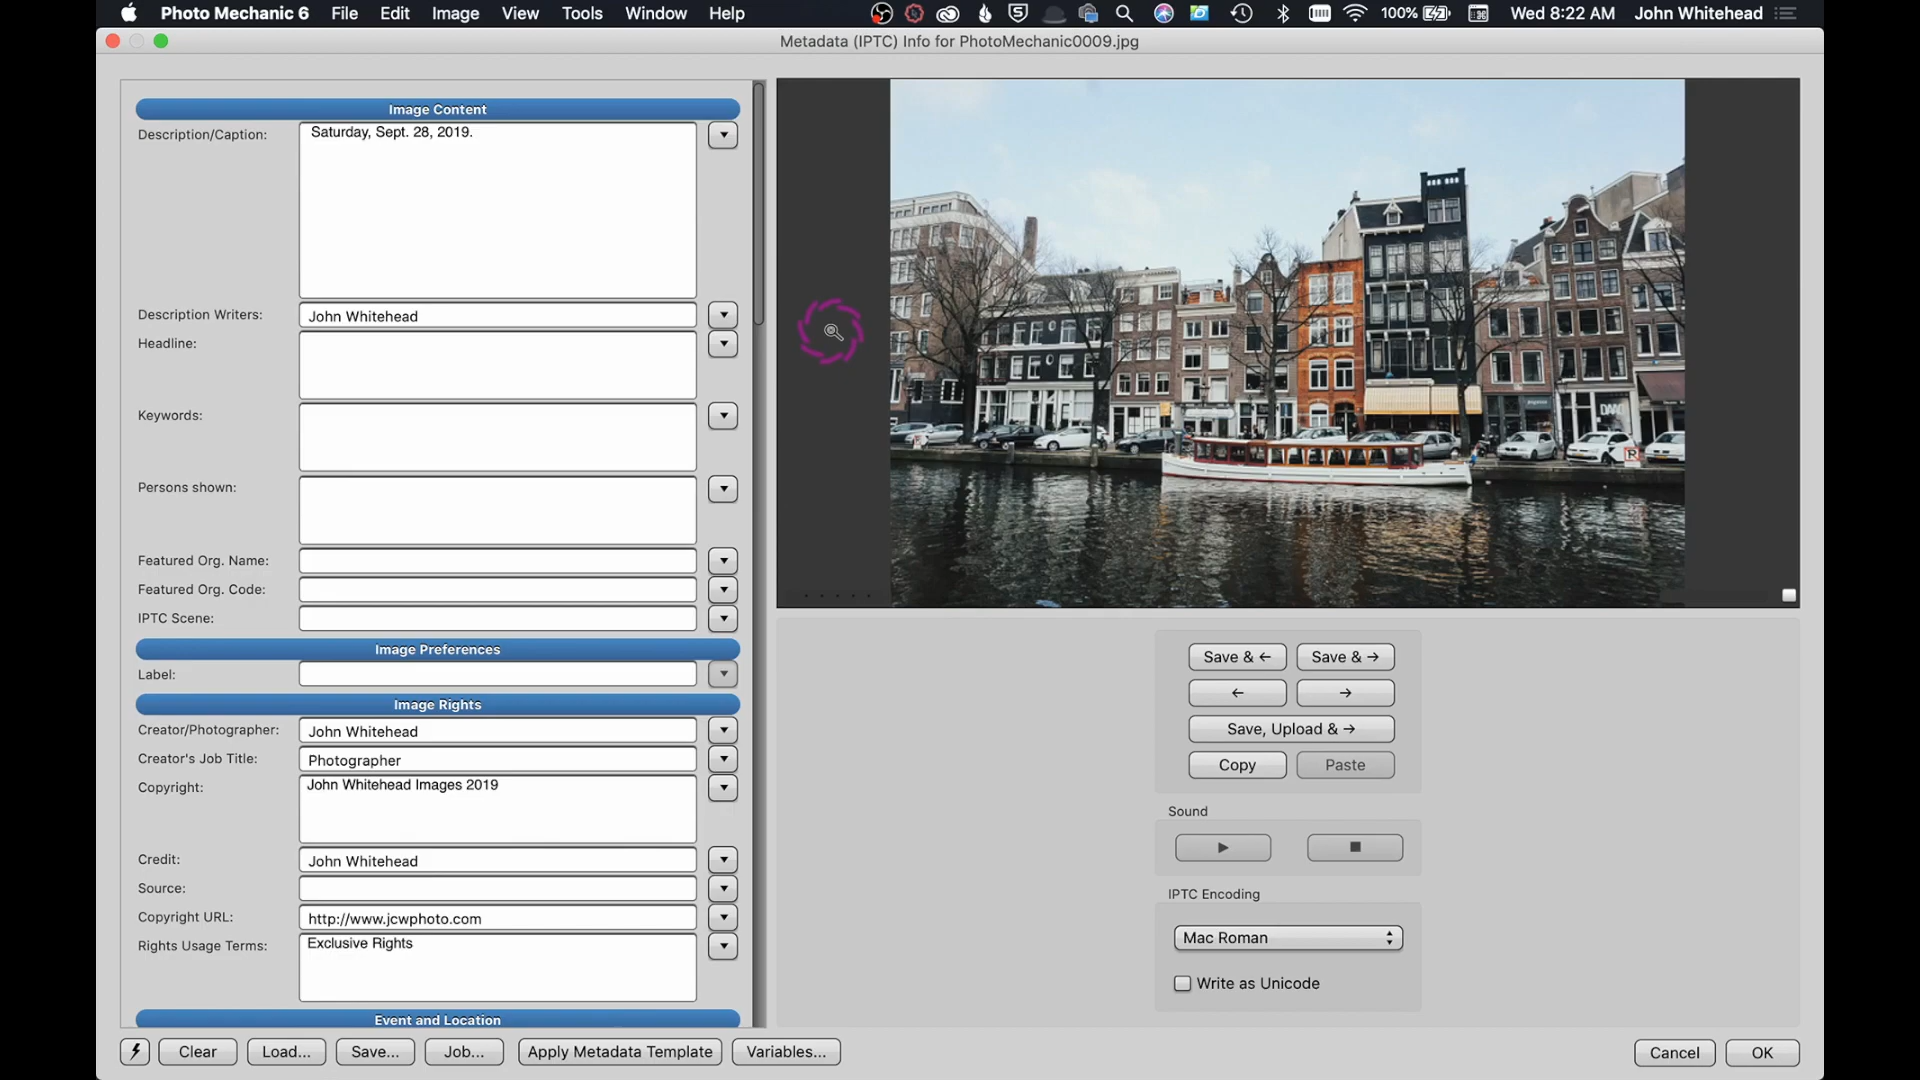 Photo Mechanic 6 File Edit Image View Tools Window Help 100% Wed 8:22 AM John Whitehead
Metadata (IPTC) Info for PhotoMechanic0009.jpg
Image Content
Description/Caption: Saturday, Sept. 28, 2019.
Description Writers: John Whitehead
Headline:
Keywords:
Persons shown:
Featured Org. Name:
Featured Org. Code:
IPTC Scene:
Image Preferences
Label:
Image Rights
Creator/Photographer: John Whitehead
Creator's Job Title: Photographer
Copyright: John Whitehead Images 2019
Credit: John Whitehead
Source:
Copyright URL: http://www.jcwphoto.com
Rights Usage Terms: Exclusive Rights
Event and Location
Save & ← Save & →
← →
Save, Upload & →
Copy Paste
Sound
IPTC Encoding
Mac Roman
Write as Unicode
Clear Load... Save... Job... Apply Metadata Template Variables... Cancel OK